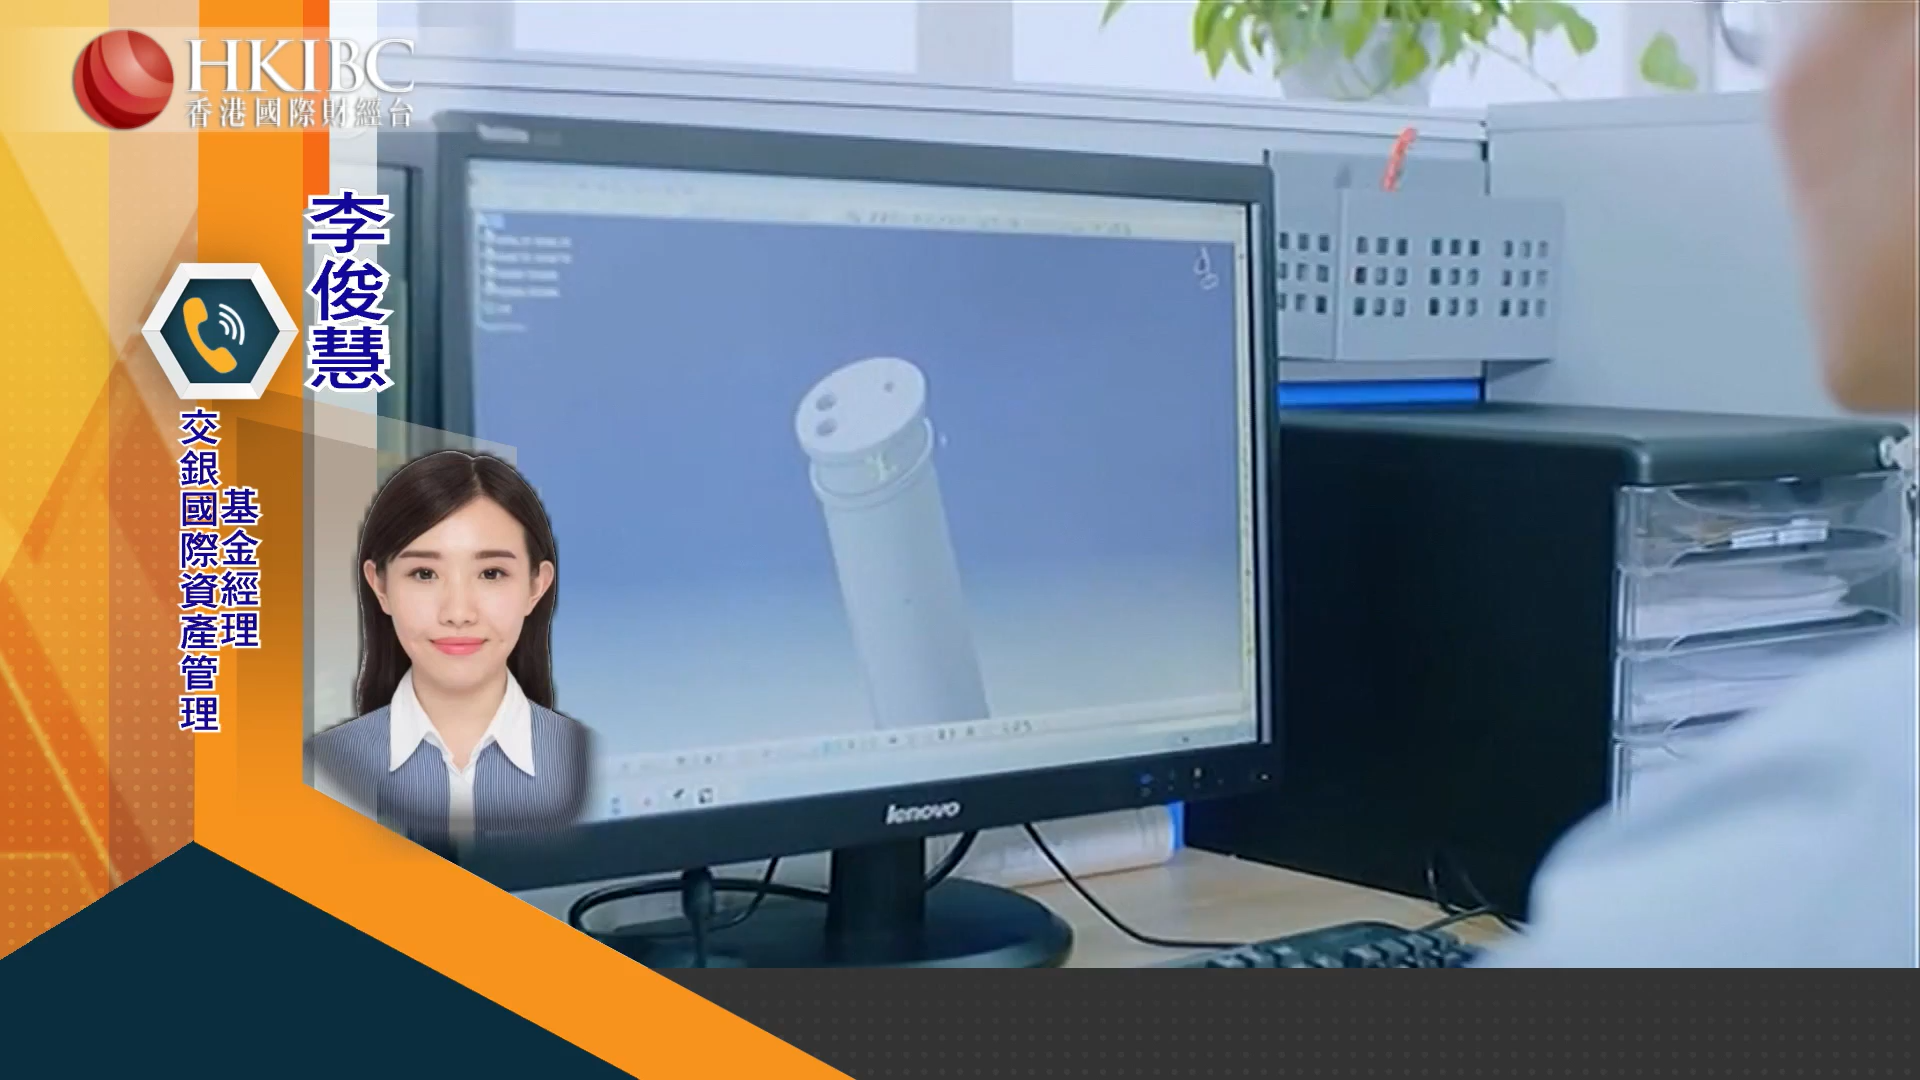 HKIBC
香港國際財經台
李俊慧
交銀國際資產管理
基金經理
lenovo